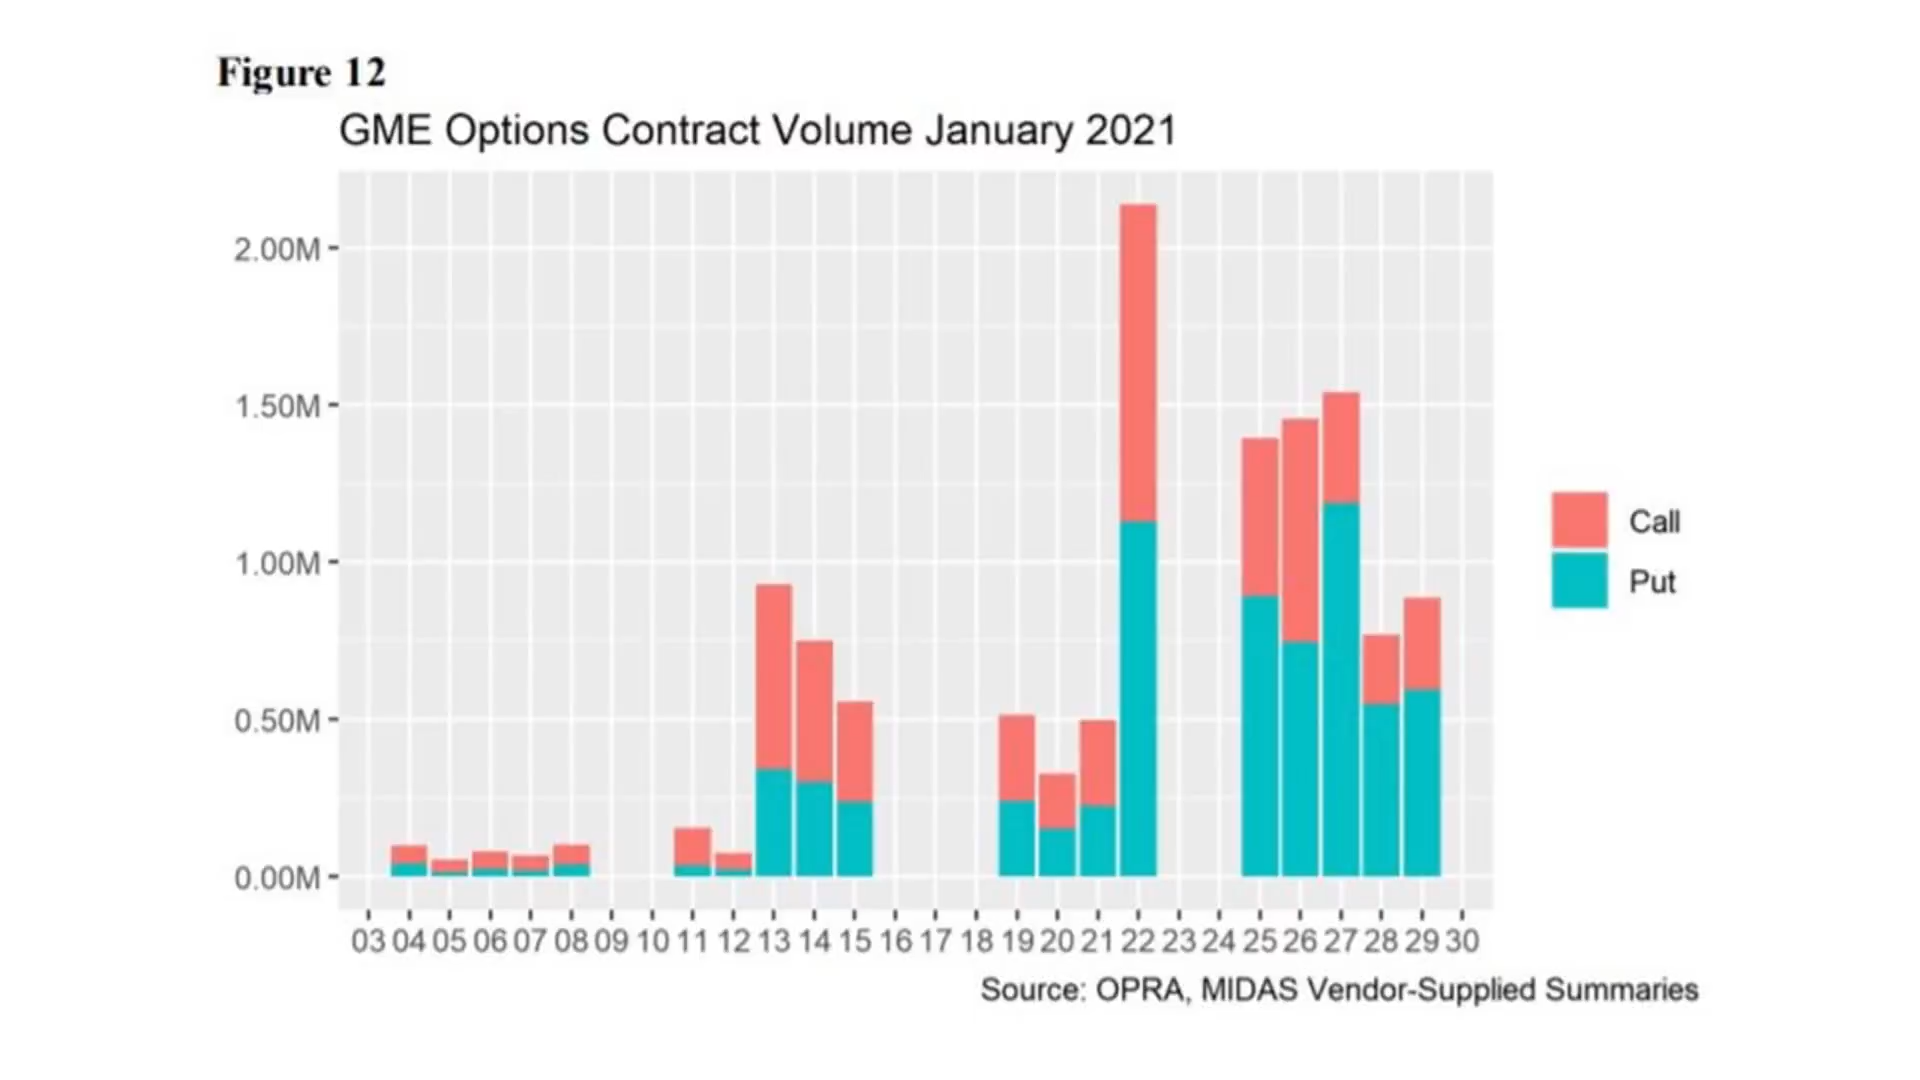 Figure 12
GME Options Contract Volume January 2021
2.00M
1.50M
1.00M
0.50M
0.00M
03 04 05 06 07 08 09 10 11 12 13 14 15 16 17 18 19 20 21 22 23 24 25 26 27 28 29 30
Call
Put
Source: OPRA, MIDAS Vendor-Supplied Summaries